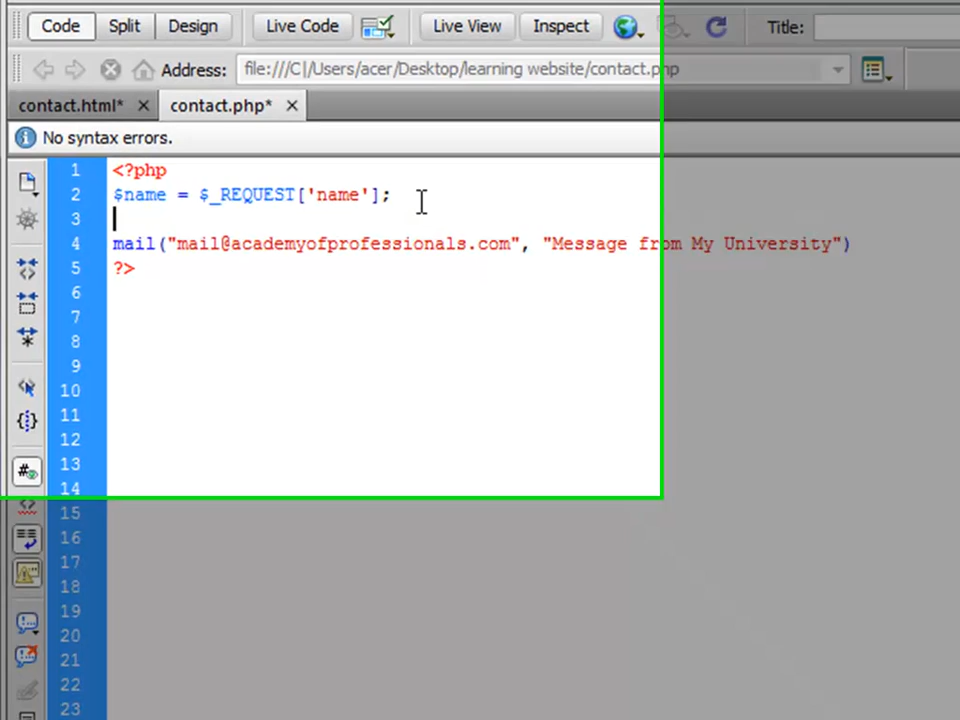 Code Split Design Live Code Live View Inspect Title:
Address: file:///C|/Users/acer/Desktop/learning website/contact.php
contact.html* contact.php*
No syntax errors.
1 <?php
2 $name = $_REQUEST['name'];
3
4 mail("mail@academyofprofessionals.com", "Message from My University")
5 ?>
6
7
8
9
10
11
12
13
14
15
16
17
18
19
20
21
22
23